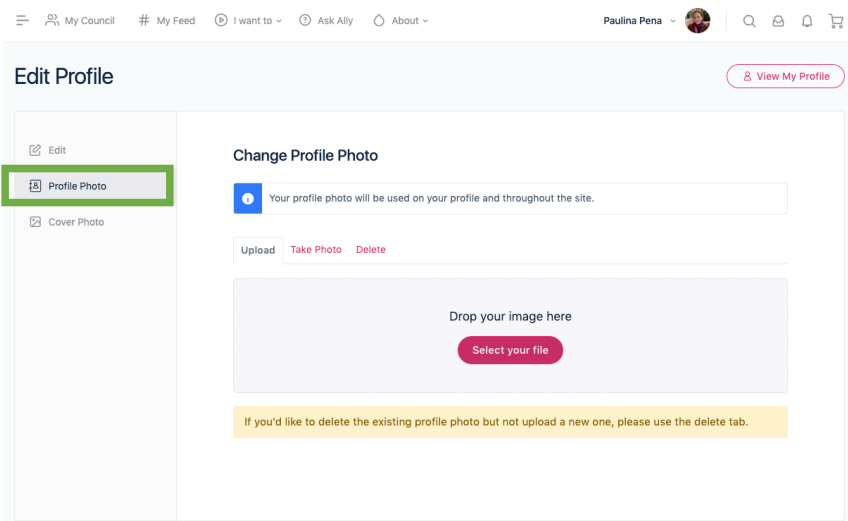 My Council # My Feed I want to Ask Ally About Paulina Pena
Edit Profile
View My Profile
Edit
Profile Photo
Cover Photo
Change Profile Photo
Your profile photo will be used on your profile and throughout the site.
Upload Take Photo Delete
Drop your image here
Select your file
If you'd like to delete the existing profile photo but not upload a new one, please use the delete tab.